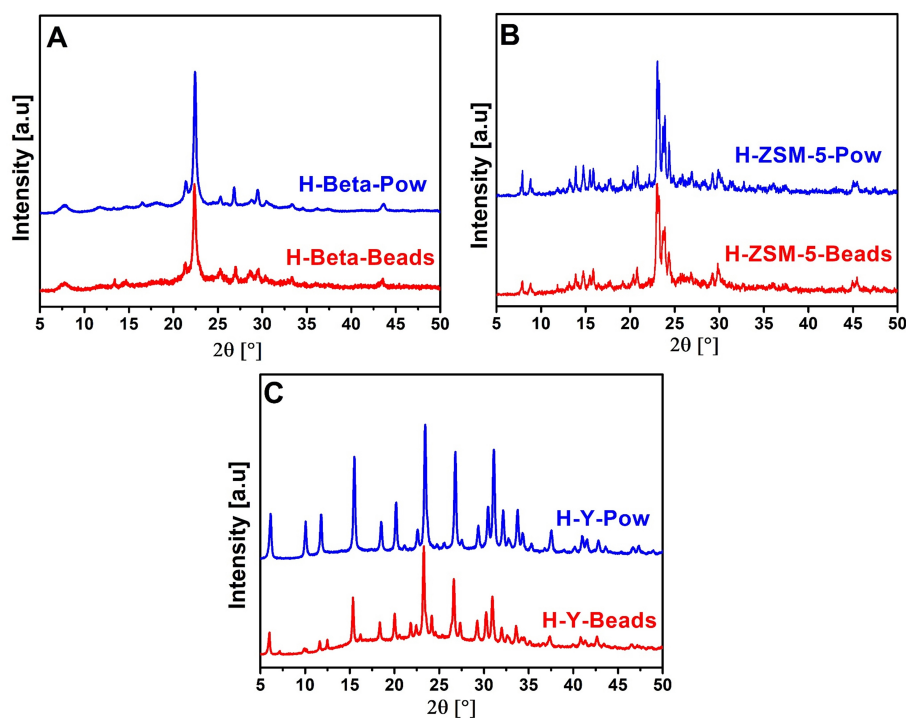 A
Intensity [a.u]
H-Beta-Pow
H-Beta-Beads
5 10 15 20 25 30 35 40 45 50
2θ [°]
B
Intensity [a.u]
H-ZSM-5-Pow
H-ZSM-5-Beads
5 10 15 20 25 30 35 40 45 50
2θ [°]
C
Intensity [a.u]
H-Y-Pow
H-Y-Beads
5 10 15 20 25 30 35 40 45 50
2θ [°]